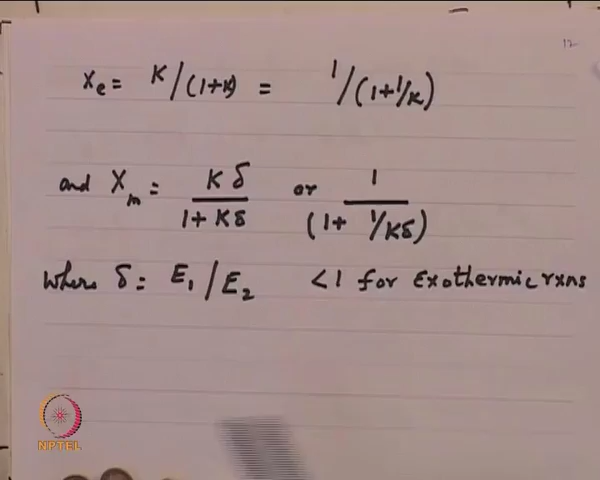 12
Xe = K/(1+K) = 1/(1+1/K)
and Xm = Kδ / 1+Kδ or 1 / (1+ 1/Kδ)
where δ = E1/E2 <1 for Exothermic rxns
NPTEL